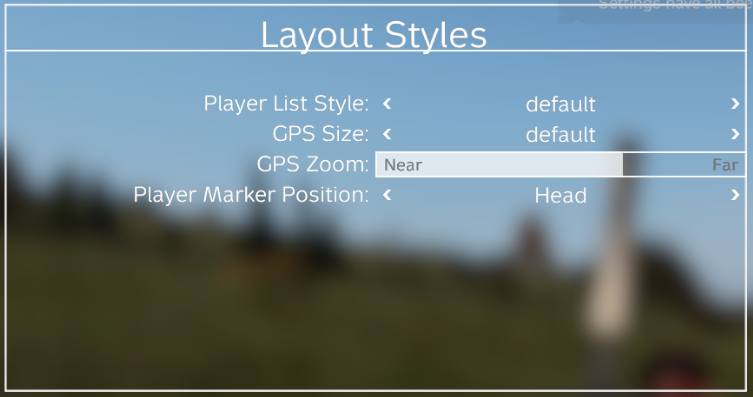 Settings have all bee
Layout Styles
Player List Style: < default >
GPS Size: < default >
GPS Zoom: Near Far
Player Marker Position: < Head >